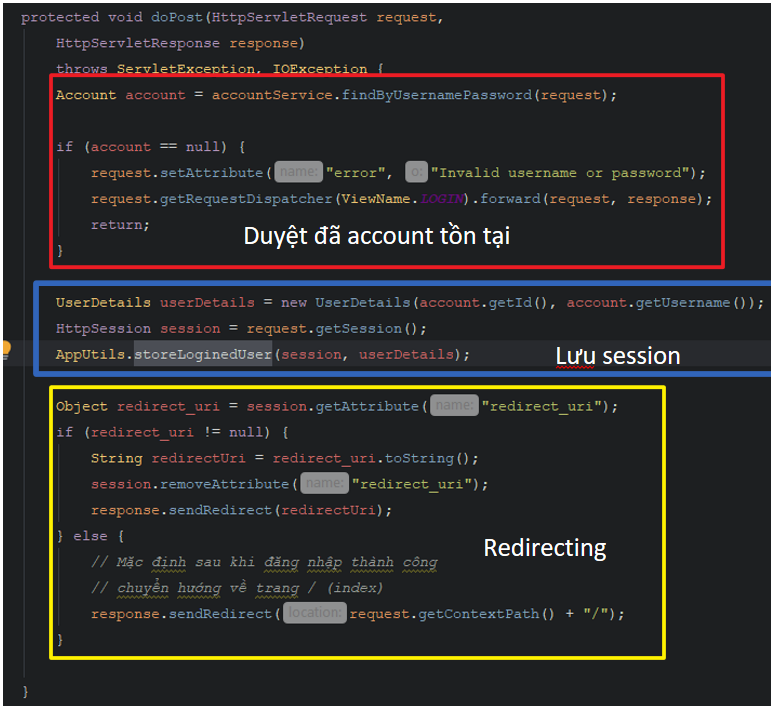 protected void doPost(HttpServletRequest request,
HttpServletResponse response)
throws ServletException, IOException {
Account account = accountService.findByUsernamePassword(request);
if (account == null) {
request.setAttribute( name: "error", o: "Invalid username or password");
request.getRequestDispatcher(ViewName.LOGIN).forward(request, response);
return;
Duyệt đã account tồn tại
}
UserDetails userDetails = new UserDetails(account.getId(), account.getUsername());
HttpSession session = request.getSession();
AppUtils.storeLoginedUser(session, userDetails);
Lưu session
Object redirect_uri = session.getAttribute( name: "redirect_uri");
if (redirect_uri != null) {
String redirectUri = redirect_uri.toString();
session.removeAttribute( name: "redirect_uri");
response.sendRedirect(redirectUri);
} else {
Redirecting
// Mặc định sau khi đăng nhập thành công
// chuyển hướng về trang / (index)
response.sendRedirect( location: request.getContextPath() + "/");
}
}